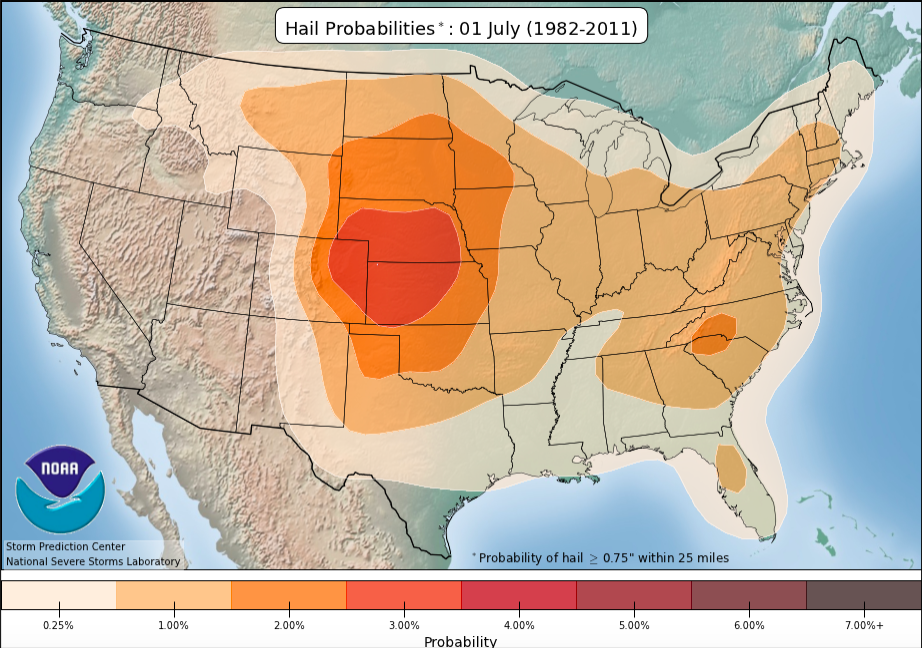 Hail Probabilities*: 01 July (1982-2011)
NOAA
Storm Prediction Center
National Severe Storms Laboratory
*Probability of hail ≥ 0.75" within 25 miles
0.25% 1.00% 2.00% 3.00% 4.00% 5.00% 6.00% 7.00%+
Probability